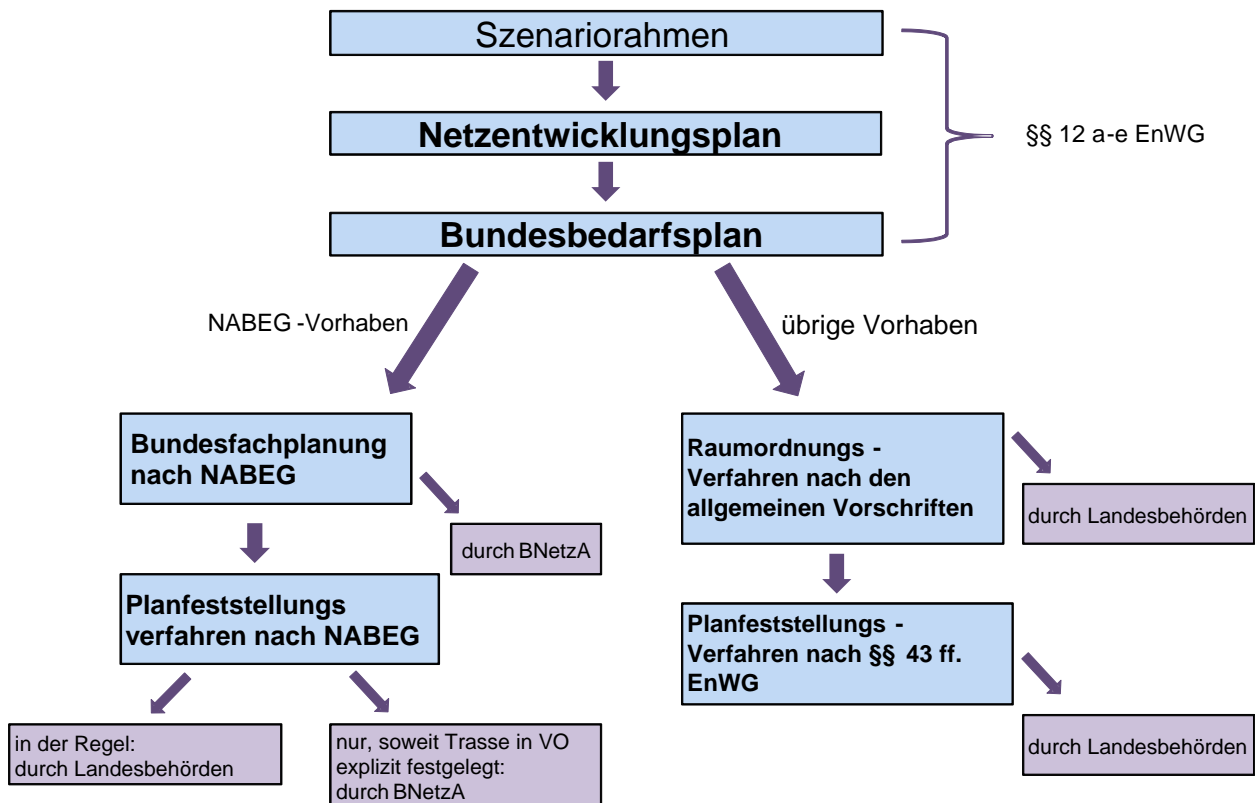 Szenariorahmen
Netzentwicklungsplan
§§ 12 a-e EnWG
Bundesbedarfsplan
NABEG -Vorhaben
übrige Vorhaben
Bundesfachplanung
nach NABEG
durch BNetzA
Planfeststellungs
verfahren nach NABEG
in der Regel:
durch Landesbehörden
nur, soweit Trasse in VO
explizit festgelegt:
durch BNetzA
Raumordnungs -
Verfahren nach den
allgemeinen Vorschriften
durch Landesbehörden
Planfeststellungs -
Verfahren nach §§ 43 ff.
EnWG
durch Landesbehörden